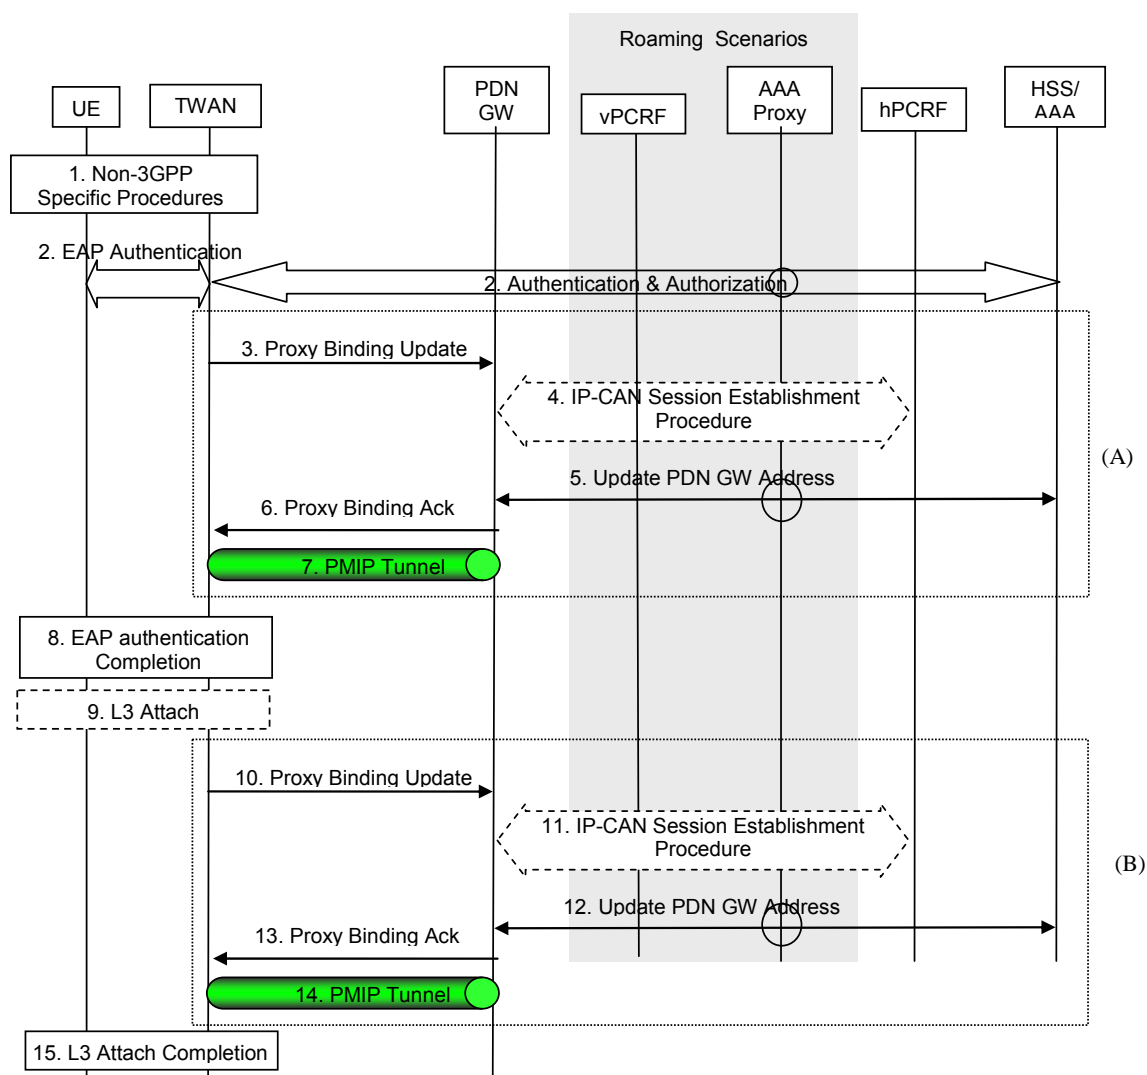 Roaming Scenarios
UE
TWAN
PDN
GW
vPCRF
AAA
Proxy
hPCRF
HSS/
AAA
1. Non-3GPP
Specific Procedures
2. EAP Authentication
2. Authentication & Authorization
3. Proxy Binding Update
4. IP-CAN Session Establishment
Procedure
(A)
5. Update PDN GW Address
6. Proxy Binding Ack
7. PMIP Tunnel
8. EAP authentication
Completion
9. L3 Attach
10. Proxy Binding Update
11. IP-CAN Session Establishment
Procedure
(B)
12. Update PDN GW Address
13. Proxy Binding Ack
14. PMIP Tunnel
15. L3 Attach Completion